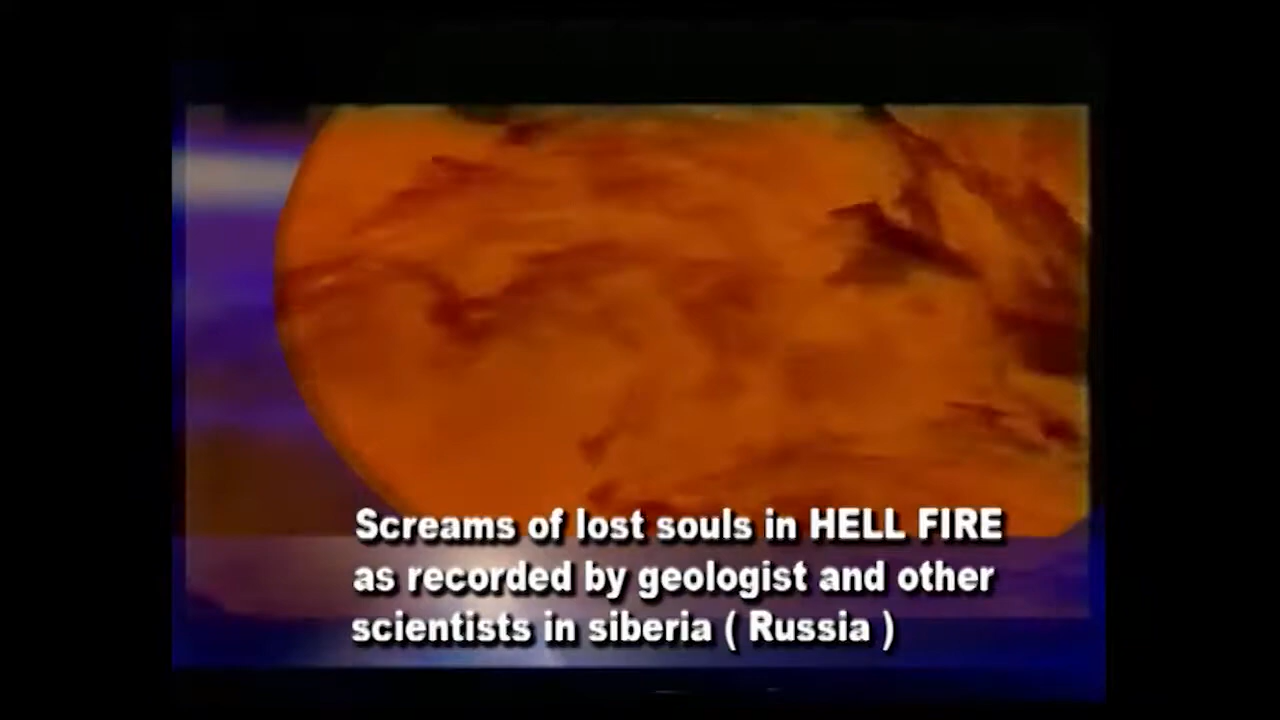 Screams of lost souls in HELL FIRE
as recorded by geologist and other
scientists in siberia ( Russia )